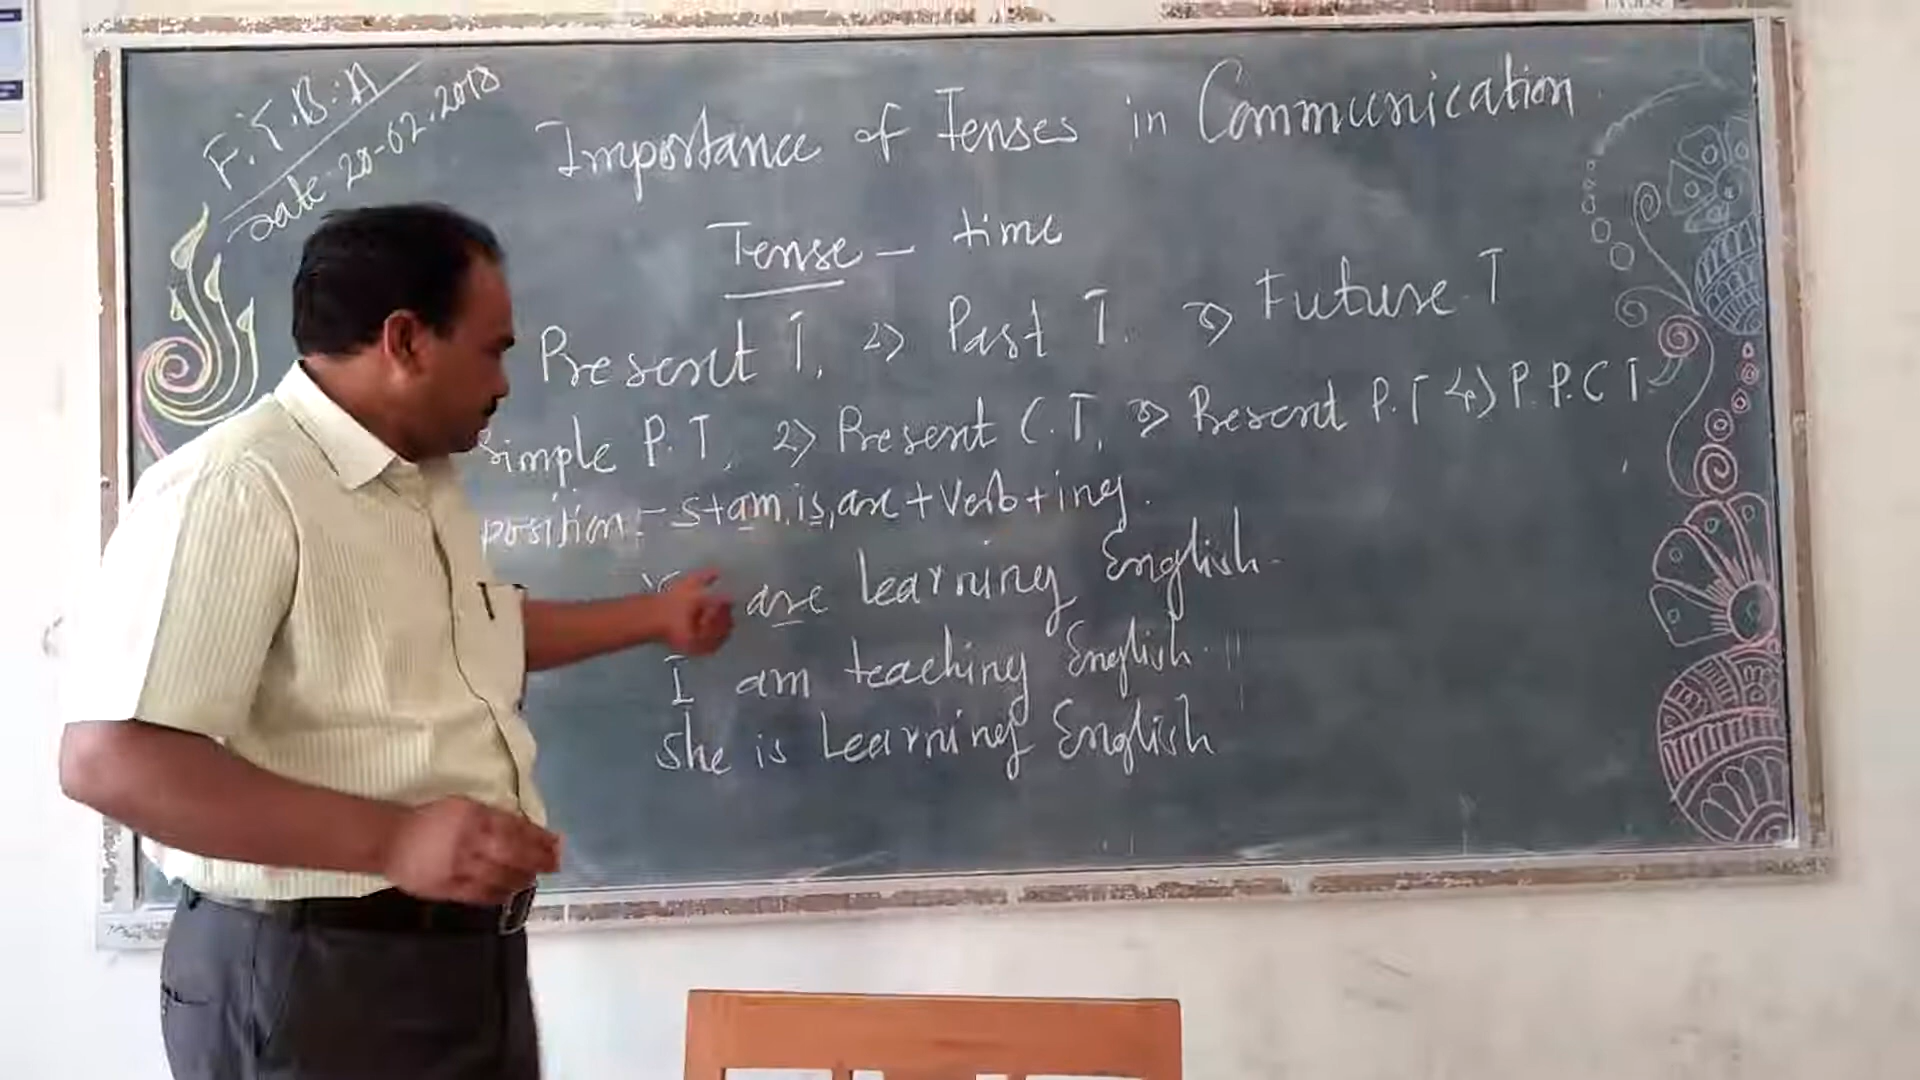 F.Y.B.A
Date 20-02-2018
Importance of Tenses in Communication
Tense - time
Present T, 2) Past T. 3) Future T
Simple P.T, 2) Present C.T, 3) Present P.T 4) P.P.C T
position:- s+am, is, are + Verb + ing.
are Learning English.
I am teaching English.
She is Learning English